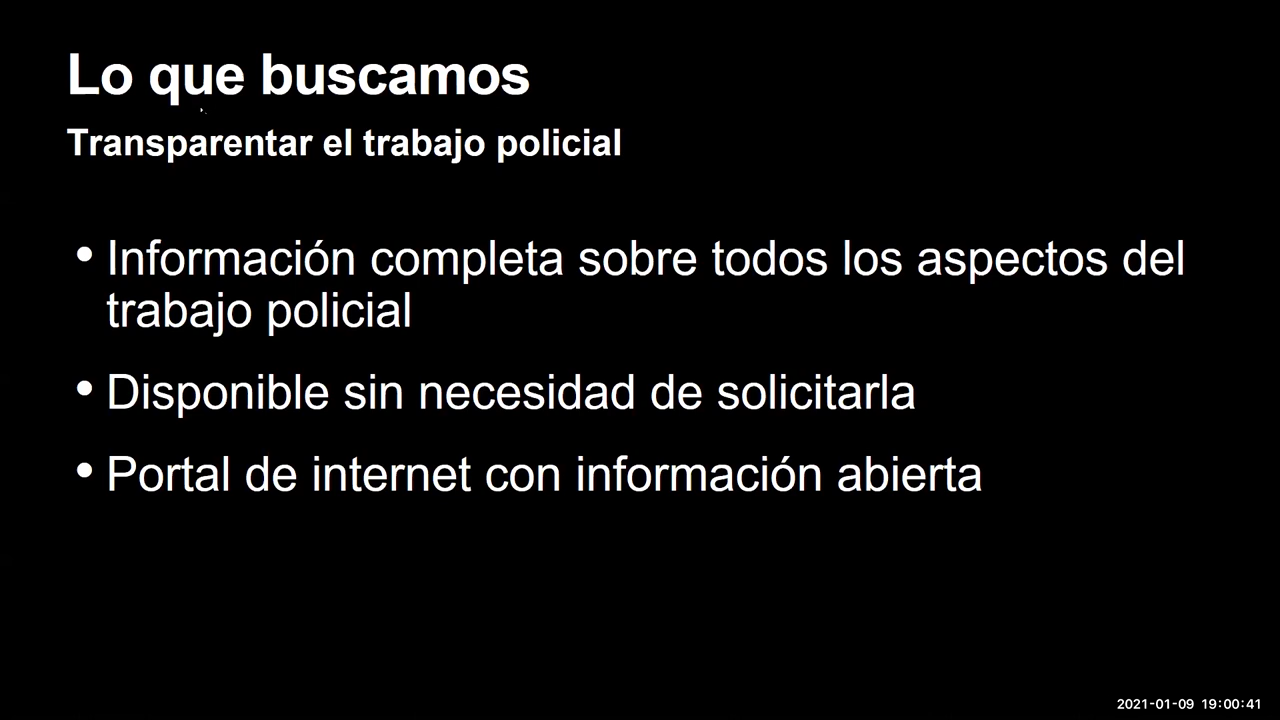 Lo que buscamos
Transparentar el trabajo policial
• Información completa sobre todos los aspectos del
trabajo policial
• Disponible sin necesidad de solicitarla
• Portal de internet con información abierta
2021-01-09 19:00:41